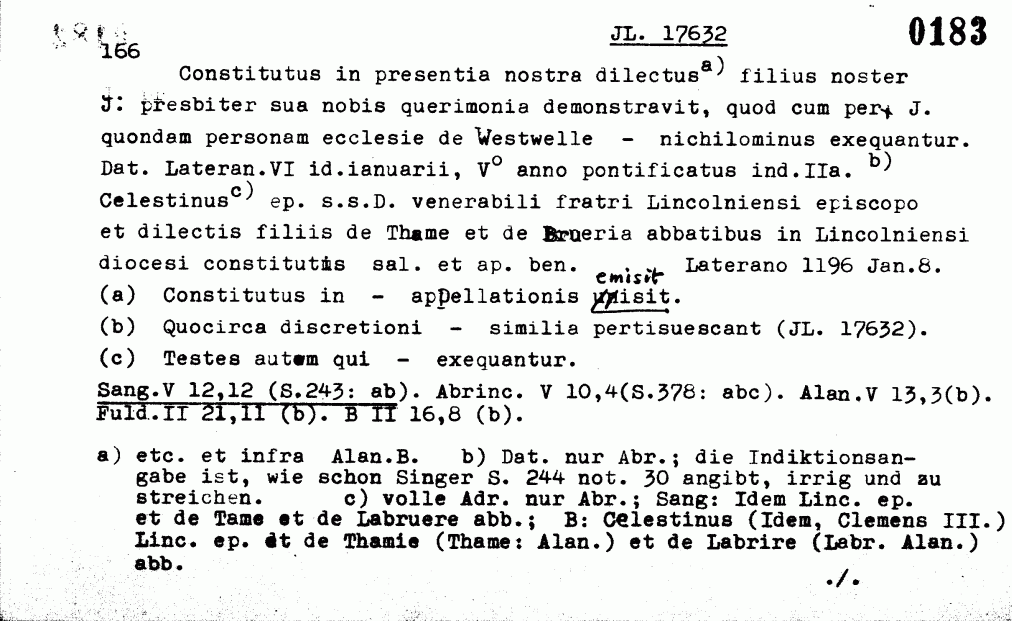 JL. 17632 0183
166
Constitutus in presentia nostra dilectus a) filius noster
J: presbiter sua nobis querimonia demonstravit, quod cum per J.
quondam personam ecclesie de Westwelle - nichilominus exequantur.
Dat. Lateran.VI id.ianuarii, V° anno pontificatus ind.IIa. b)
Celestinus c) ep. s.s.D. venerabili fratri Lincolniensi episcopo
et dilectis filiis de Thame et de Brueria abbatibus in Lincolniensi
diocesi constitutis sal. et ap. ben. Laterano 1196 Jan.8.
emisit
(a) Constitutus in - appellationis misit.
(b) Quocirca discretioni - similia pertisuescant (JL. 17632).
(c) Testes autem qui - exequantur.
Sang.V 12,12 (S.243: ab). Abrinc. V 10,4(S.378: abc). Alan.V 13,3(b).
Fuld.II 21,11 (b). B II 16,8 (b).
a) etc. et infra Alan.B. b) Dat. nur Abr.; die Indiktionsan-
gabe ist, wie schon Singer S. 244 not. 30 angibt, irrig und zu
streichen. c) volle Adr. nur Abr.; Sang: Idem Linc. ep.
et de Tame et de Labruere abb.; B: Celestinus (Idem, Clemens III.)
Linc. ep. et de Thamie (Thame: Alan.) et de Labrire (Labr. Alan.)
abb.
./.